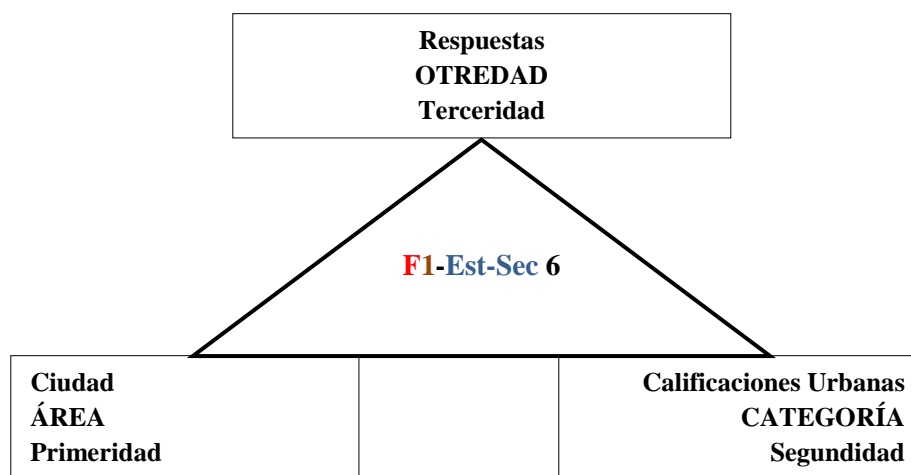 Respuestas
OTREDAD
Terceridad
F1-Est-Sec 6
Ciudad
ÁREA
Primeridad
Calificaciones Urbanas
CATEGORÍA
Segundidad